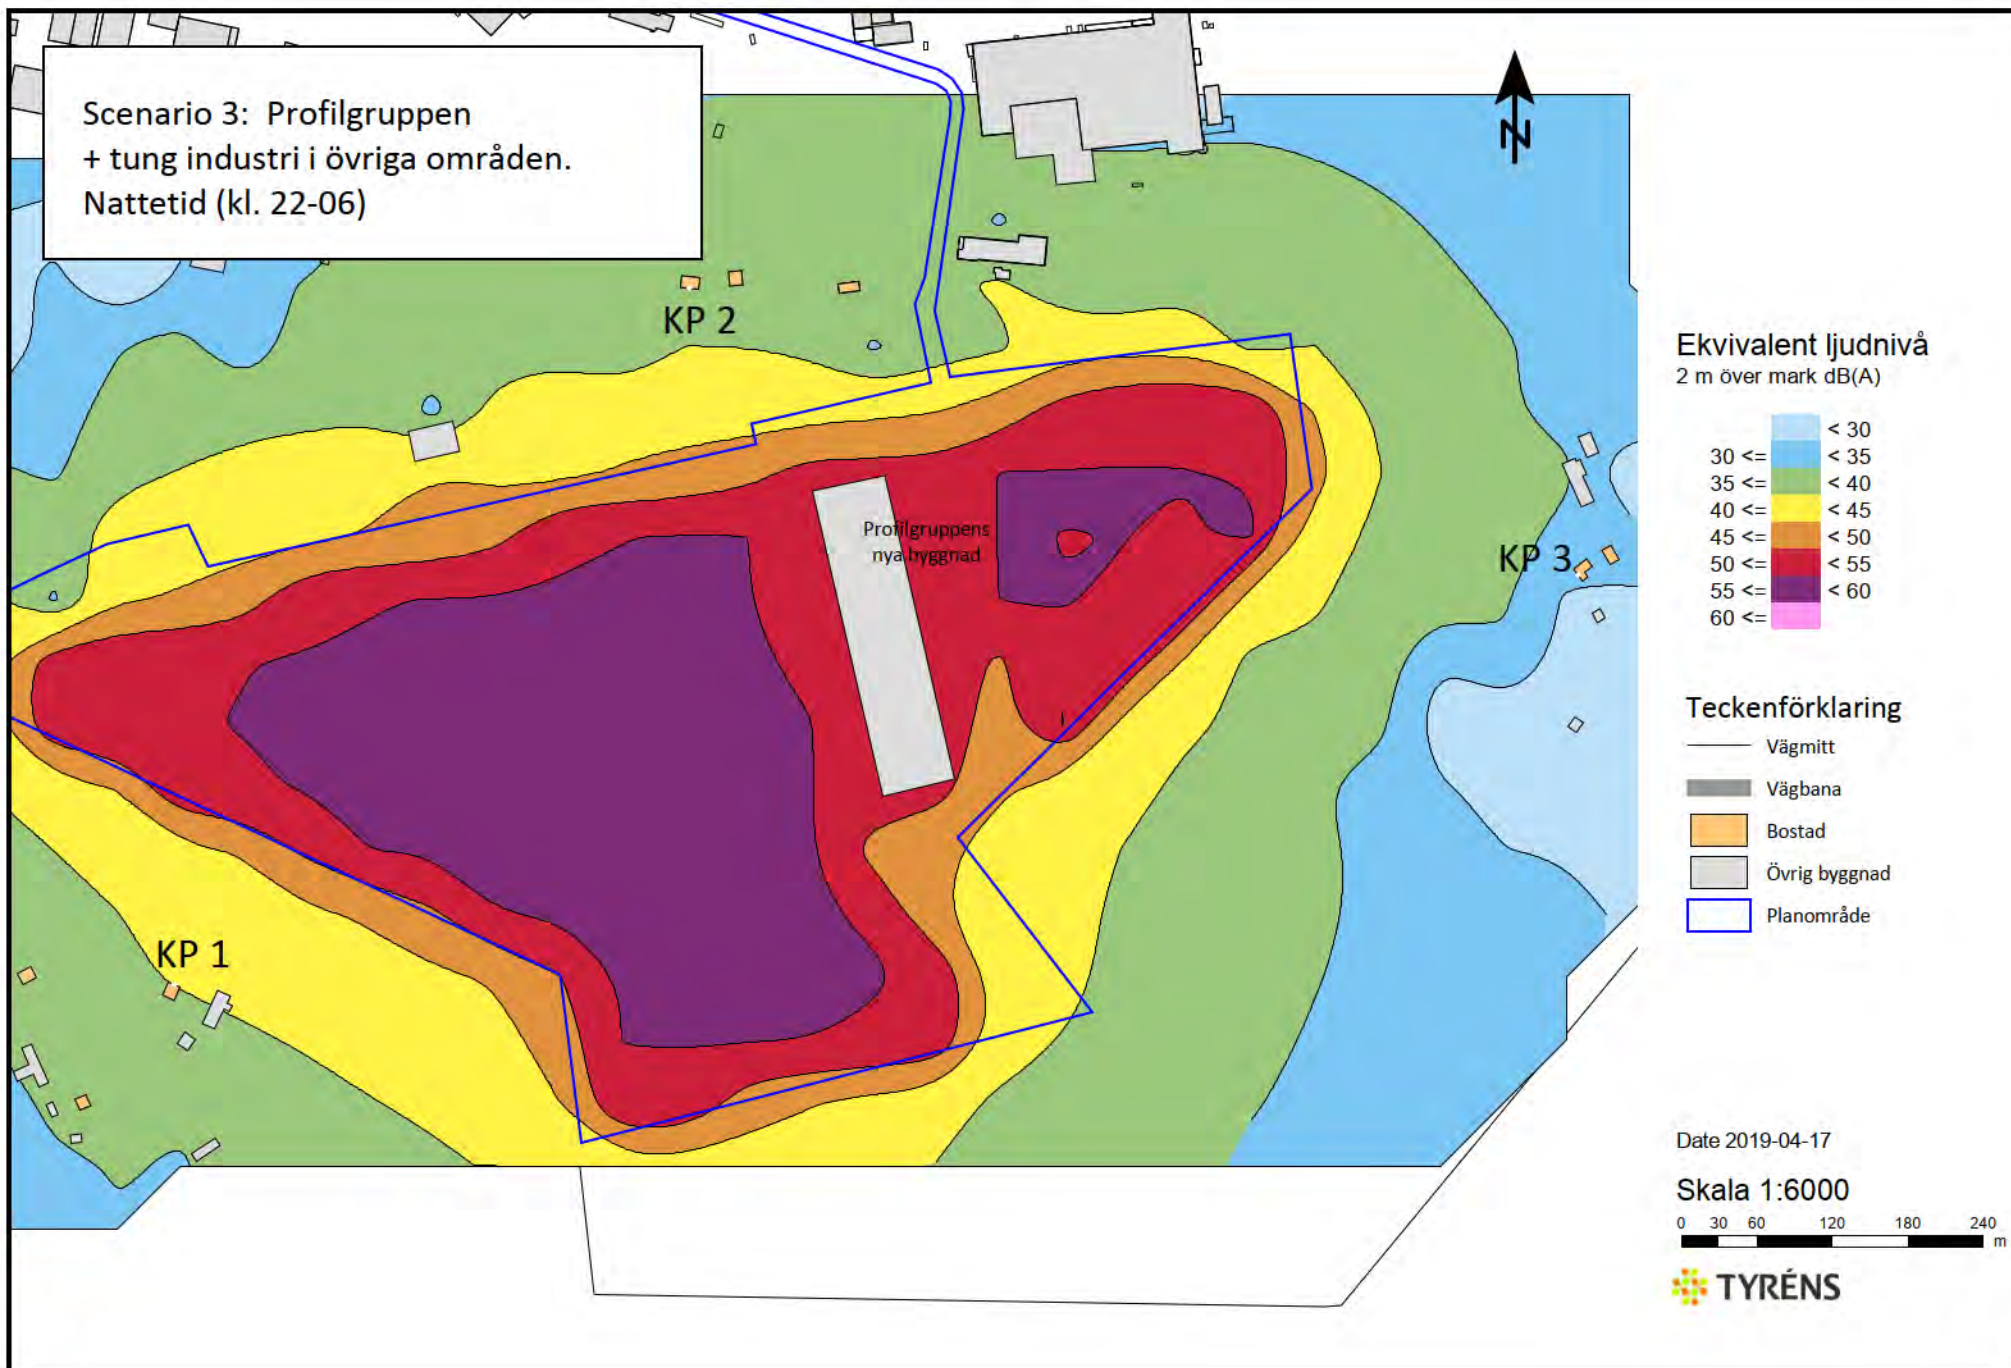 Scenario 3: Profilgruppen
+ tung industri i övriga områden.
Nattetid (kl. 22-06)
N
KP 2
Profilgruppens
nya byggnad
KP 3
KP 1
Ekvivalent ljudnivå
2 m över mark dB(A)
< 30
30 <= < 35
35 <= < 40
40 <= < 45
45 <= < 50
50 <= < 55
55 <= < 60
60 <=
Teckenförklaring
Vägmitt
Vägbana
Bostad
Övrig byggnad
Planområde
Date 2019-04-17
Skala 1:6000
0 30 60 120 180 240
m
TYRÉNS